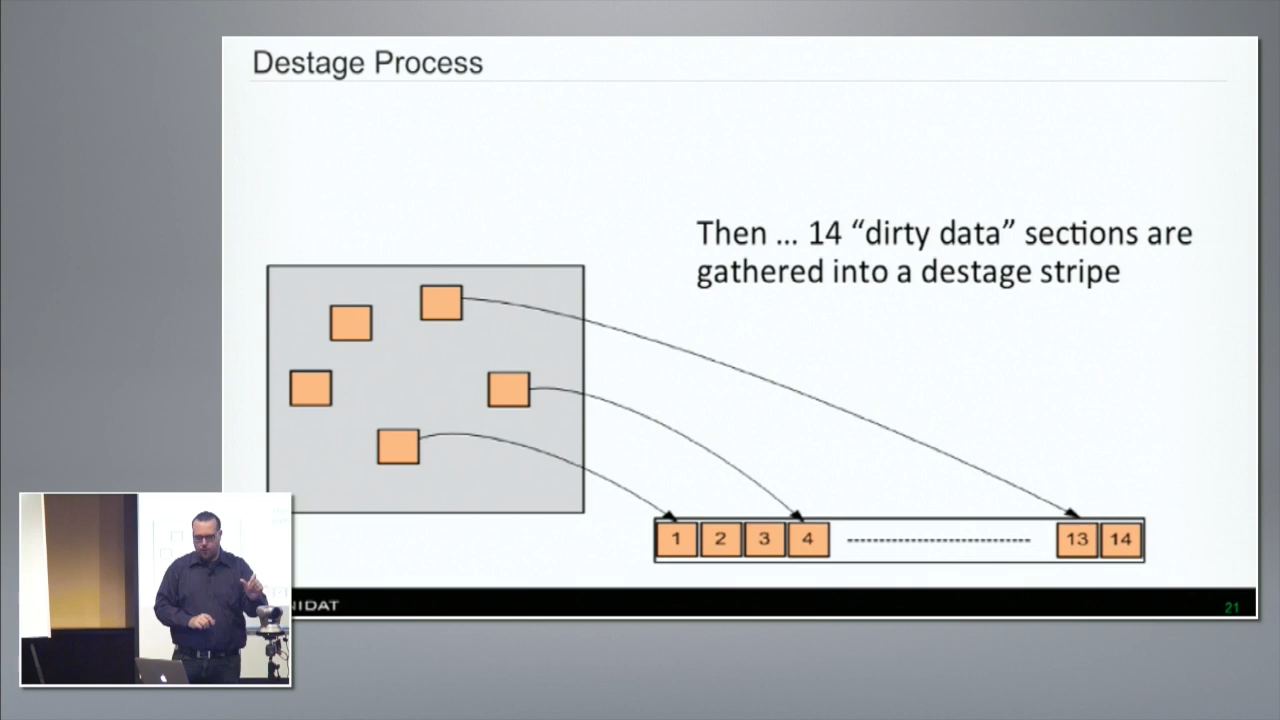 Destage Process
Then ... 14 “dirty data” sections are
gathered into a destage stripe
1 2 3 4 13 14
NIDAT
21